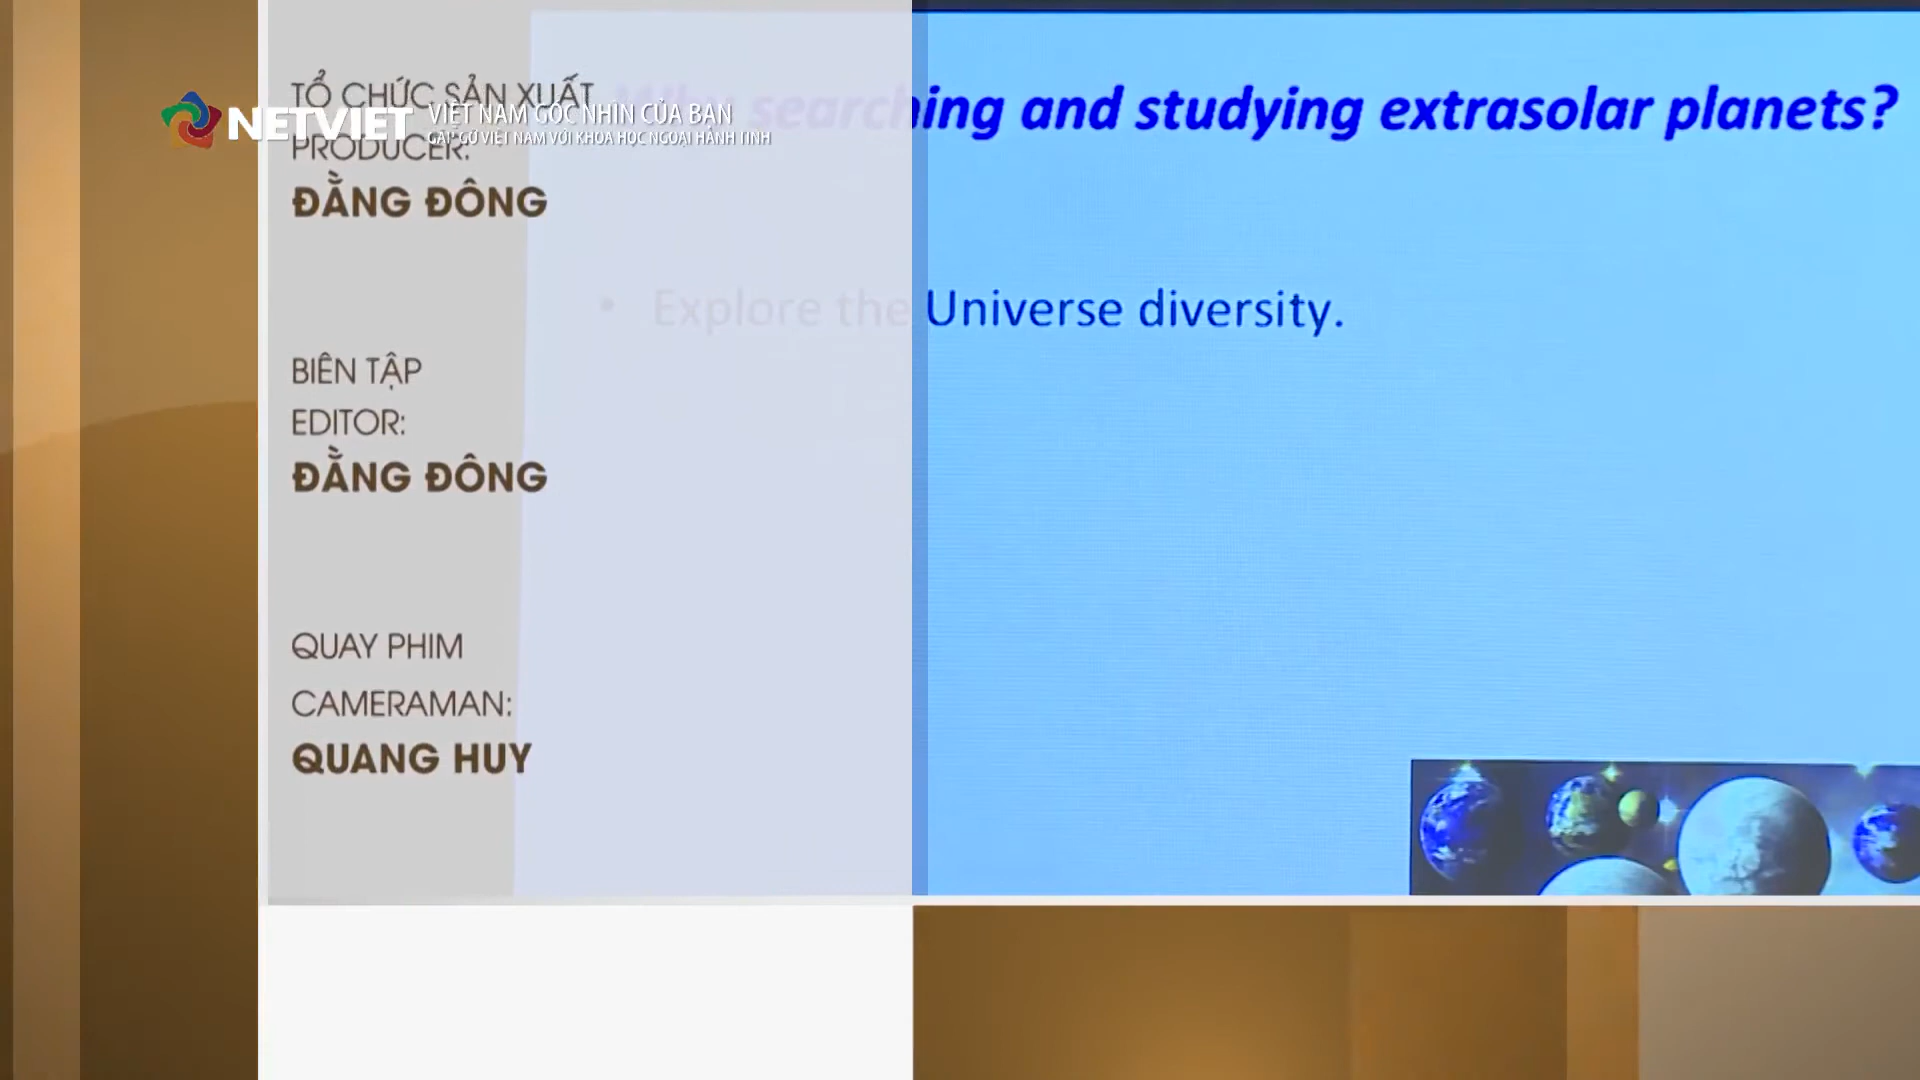 TỔ CHỨC SẢN XUẤT
NETVIET VIỆT NAM GÓC NHÌN CỦA BẠN
GẶP GỠ VIỆT NAM VỚI KHOA HỌC NGOẠI HÀNH TINH
PRODUCER:
ĐẰNG ĐÔNG
Why searching and studying extrasolar planets?
• Explore the Universe diversity.
BIÊN TẬP
EDITOR:
ĐẰNG ĐÔNG
QUAY PHIM
CAMERAMAN:
QUANG HUY